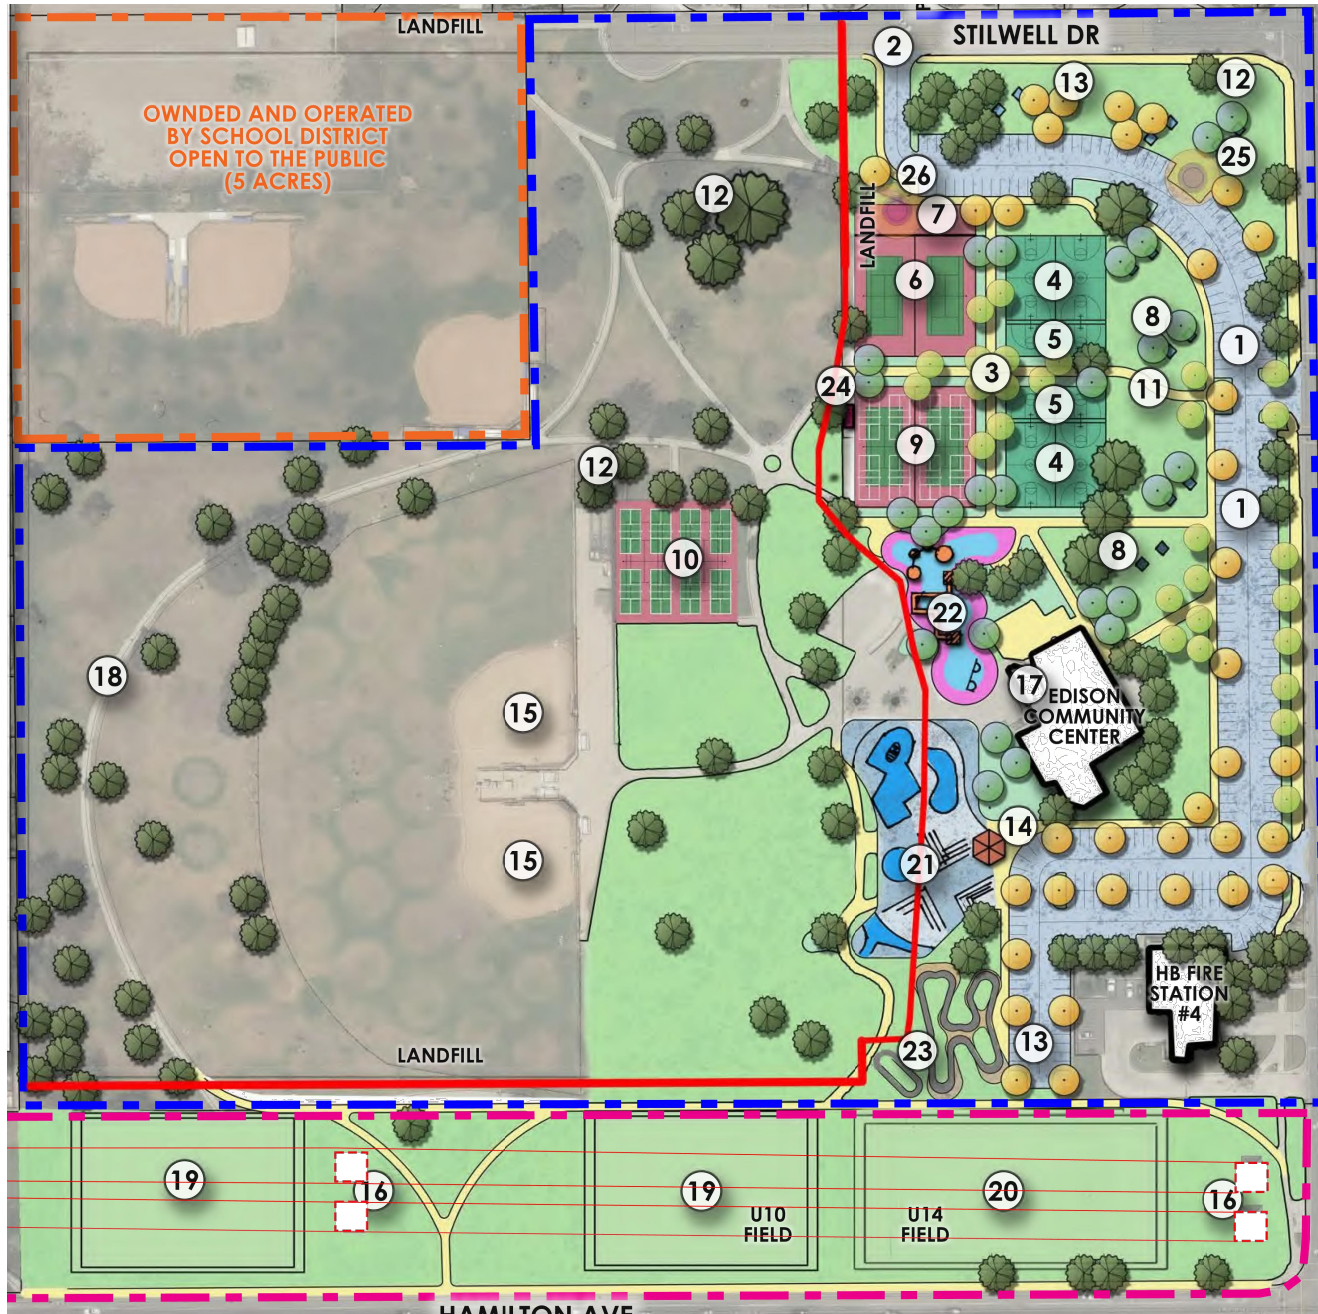 LANDFILL
STILWELL DR
2
13
12
OWNDED AND OPERATED
BY SCHOOL DISTRICT
OPEN TO THE PUBLIC
(5 ACRES)
25
26
12
7
LANDFILL
6
4
8
5
1
3
24
11
5
9
4
12
1
10
8
22
18
17
EDISON
COMMUNITY
CENTER
15
14
15
21
HB FIRE
STATION
#4
13
23
LANDFILL
19
16
19
20
16
U10
FIELD
U14
FIELD
HAMILTON AVE